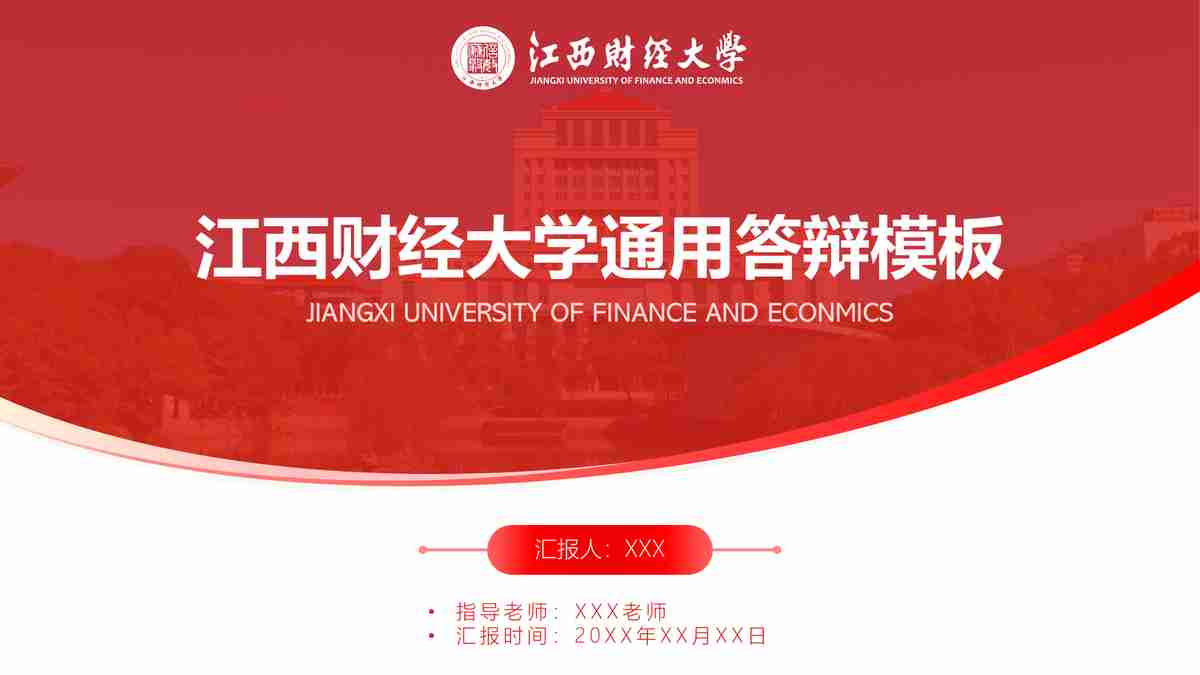 江西财经大学
JIANGXI UNIVERSITY OF FINANCE AND ECONMICS
江西财经大学通用答辩模板
JIANGXI UNIVERSITY OF FINANCE AND ECONMICS
汇报人：XXX
• 指导老师：XXX老师
• 汇报时间：20XX年XX月XX日